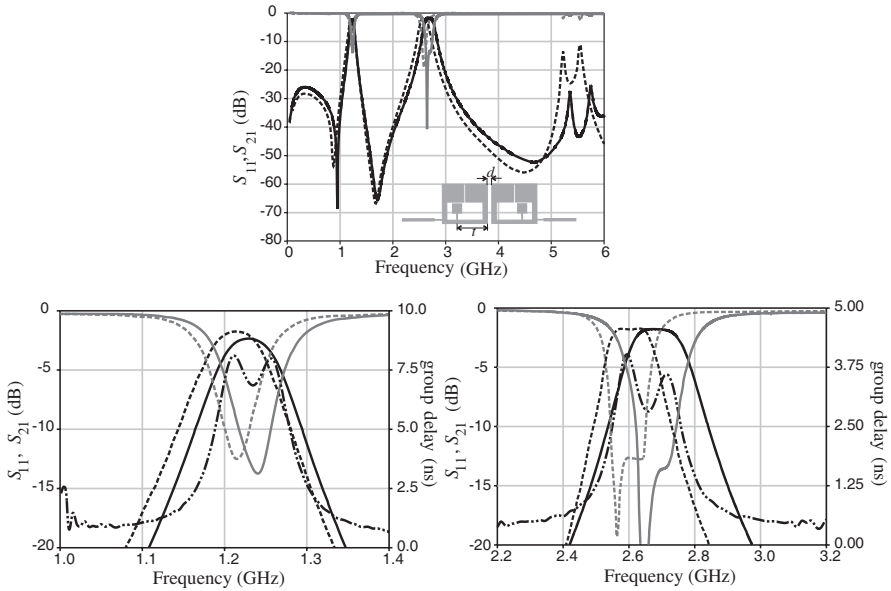 0
-10
-20
-30
-40
-50
-60
-70
-80
S11, S21 (dB)
d
r
0 1 2 3 4 5 6
Frequency (GHz)
0
-5
-10
-15
-20
S11, S21 (dB)
10.0
7.5
5.0
2.5
0.0
group delay (ns)
1.0 1.1 1.2 1.3 1.4
Frequency (GHz)
0
-5
-10
-15
-20
S11, S21 (dB)
5.00
3.75
2.50
1.25
0.00
group delay (ns)
2.2 2.4 2.6 2.8 3.0 3.2
Frequency (GHz)